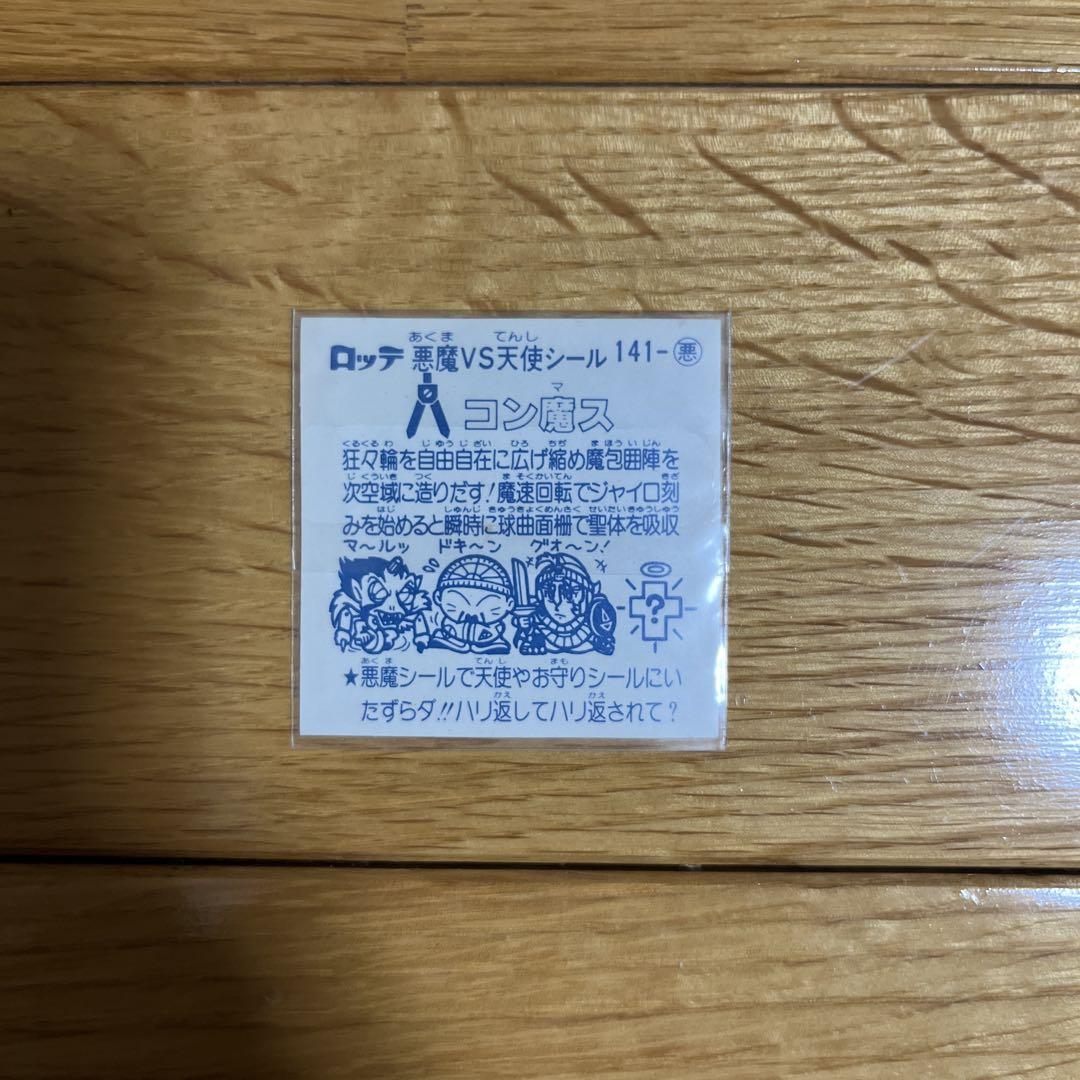 ロッテ 悪魔VS天使シール 141-悪
コン魔ス
狂々輪を自由自在に広げ縮め魔包囲陣を
次空域に造りだす!魔速回転でジャイロ刻
みを始めると瞬時に球曲面柵で聖体を吸収
マ〜ルッ ドキ〜ン グオ〜ン!
?
★悪魔シールで天使やお守りシールにい
たずらダ!!ハリ返してハリ返されて?